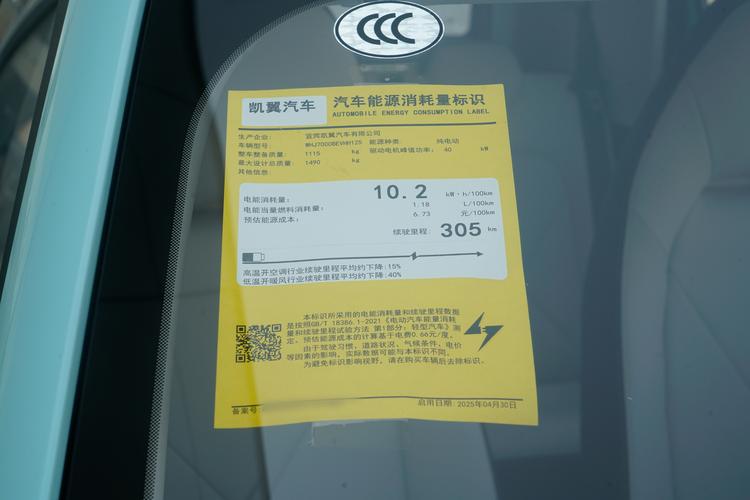 CCC
凯翼汽车 汽车能源消耗量标识
AUTOMOBILE ENERGY CONSUMPTION LABEL
生产企业: 宜宾凯翼汽车有限公司
车辆型号: 能源种类: 纯电动
整车整备质量: 1115 kg 驱动电机峰值功率: 40 kW
最大设计总质量: 1490 kg
其他信息:
电能消耗量: 10.2 kW·h/100km
电能当量燃料消耗量: 1.18 L/100km
预估能源成本: 6.73 元/100km
续驶里程: 305 km
高温开空调行业续驶里程平均约下降:15%
低温开暖风行业续驶里程平均约下降:40%
本标识所采用的电能消耗量和续驶里程数据
是按照GB/T 18386.1-2021《电动汽车能量消耗
量和续驶里程试验方法 第1部分: 轻型汽车》测
定。预估能源成本的计算基于电费0.66元/度。
由于驾驶习惯、道路状况、气候条件、电价
等因素的影响, 实际数据可能与本标识不同。
为避免标识影响视野, 请在购买车辆后去除标识。
备案号: 启用日期: 2025年04月30日